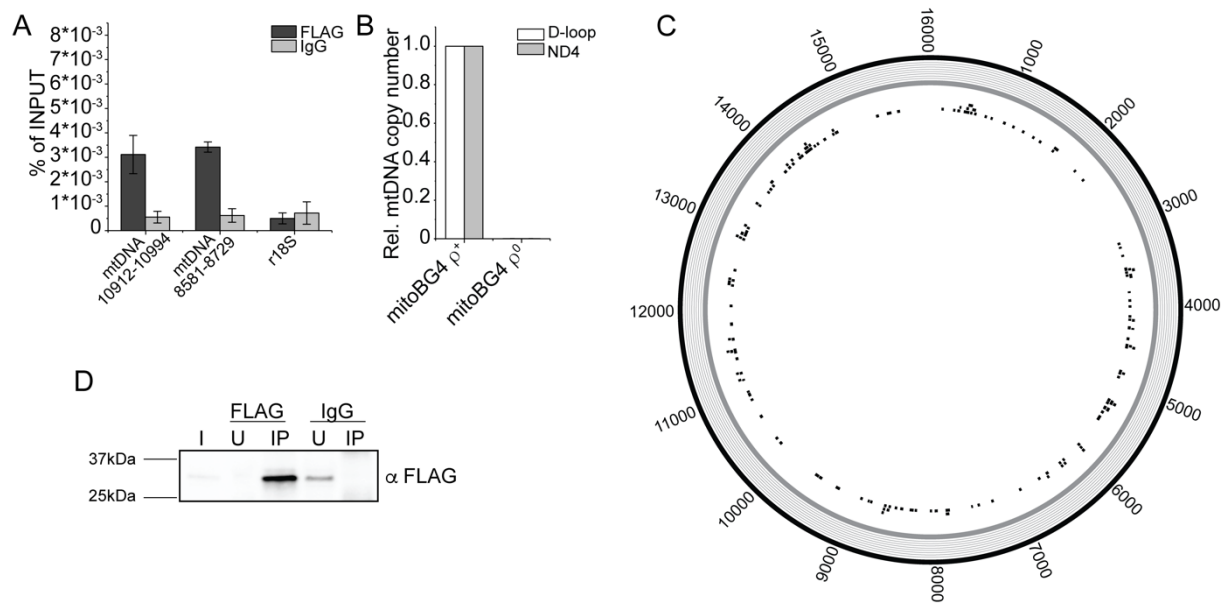 A
FLAG
IgG
8*10-3
7*10-3
6*10-3
5*10-3
4*10-3
3*10-3
2*10-3
1*10-3
0
% of INPUT
mtDNA
10912-10994
mtDNA
8581-8729
r18S
B
D-loop
ND4
1.0
0.8
0.6
0.4
0.2
0
Rel. mtDNA copy number
mitoBG4 ρ+
mitoBG4 ρ0
C
16000
1000
2000
3000
4000
5000
6000
7000
8000
9000
10000
11000
12000
13000
14000
15000
D
FLAG IgG
I U IP U IP
37kDa
25kDa
α FLAG